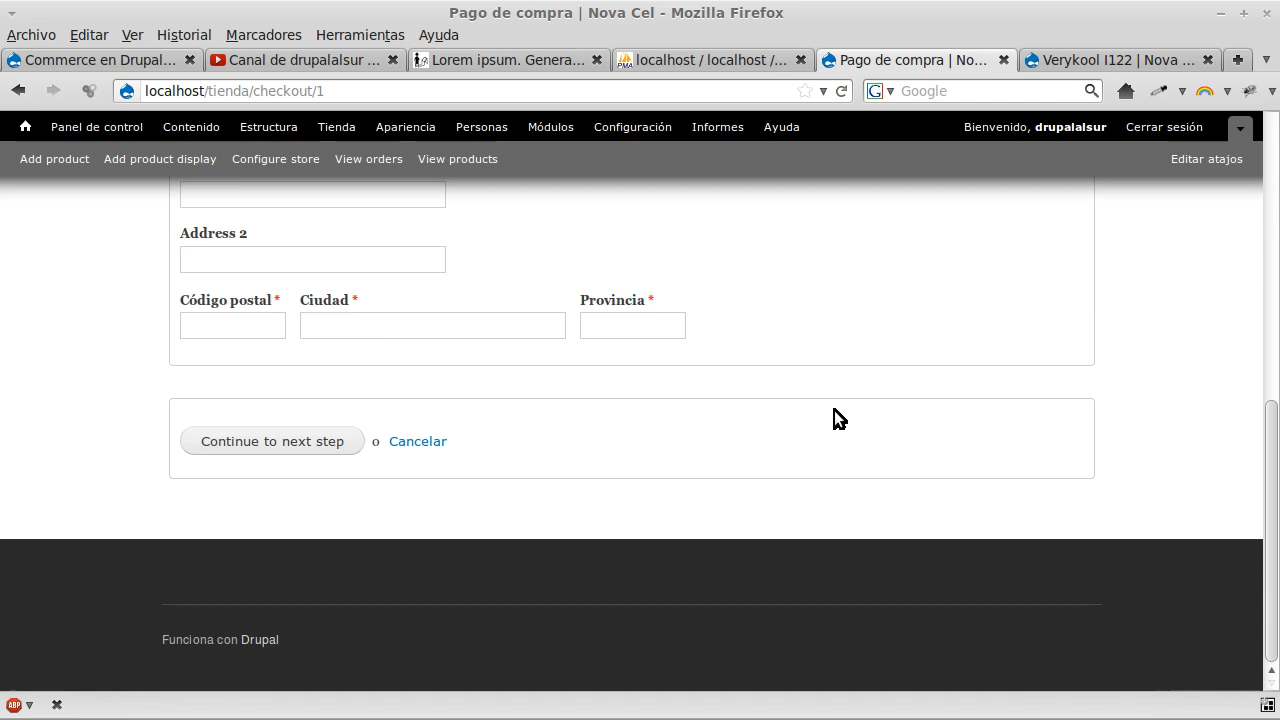 Pago de compra | Nova Cel - Mozilla Firefox
Archivo Editar Ver Historial Marcadores Herramientas Ayuda
Commerce en Drupal... Canal de drupalalsur ... Lorem ipsum. Genera... localhost / localhost /... Pago de compra | No... Verykool I122 | Nova ...
localhost/tienda/checkout/1 Google
Panel de control Contenido Estructura Tienda Apariencia Personas Módulos Configuración Informes Ayuda Bienvenido, drupalalsur Cerrar sesión
Add product Add product display Configure store View orders View products Editar atajos
Address 2
Código postal * Ciudad * Provincia *
Continue to next step o Cancelar
Funciona con Drupal
ABP